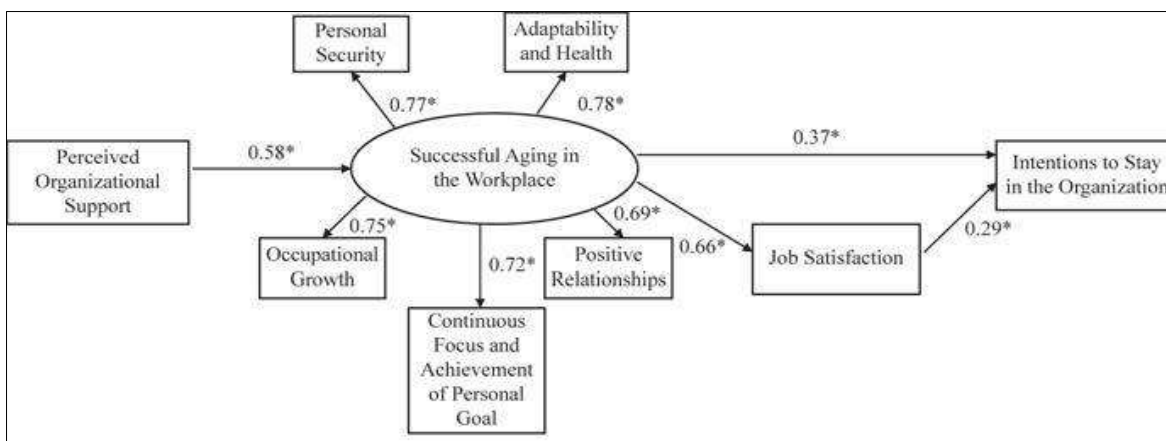 Personal
Security
Adaptability
and Health
0.77*
0.78*
Perceived
Organizational
Support
0.58*
Successful Aging in
the Workplace
0.37*
Intentions to Stay
in the Organization
0.75*
Occupational
Growth
0.72*
0.69*
Positive
Relationships
0.66*
Job Satisfaction
0.29*
Continuous
Focus and
Achievement
of Personal
Goal